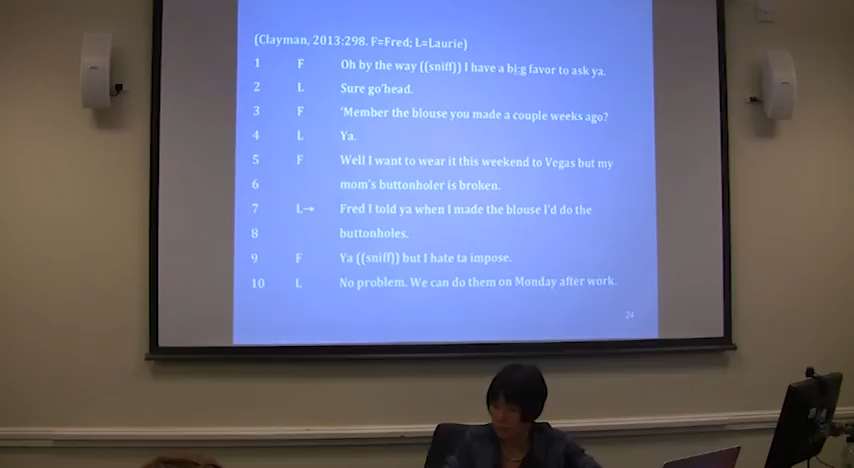 (Clayman, 2013:298. F=Fred; L=Laurie)
1 F Oh by the way ((sniff)) I have a bi:g favor to ask ya.
2 L Sure go'head.
3 F 'Member the blouse you made a couple weeks ago?
4 L Ya.
5 F Well I want to wear it this weekend to Vegas but my
6 mom's buttonholer is broken.
7 L→ Fred I told ya when I made the blouse I'd do the
8 buttonholes.
9 F Ya ((sniff)) but I hate ta impose.
10 L No problem. We can do them on Monday after work.
24